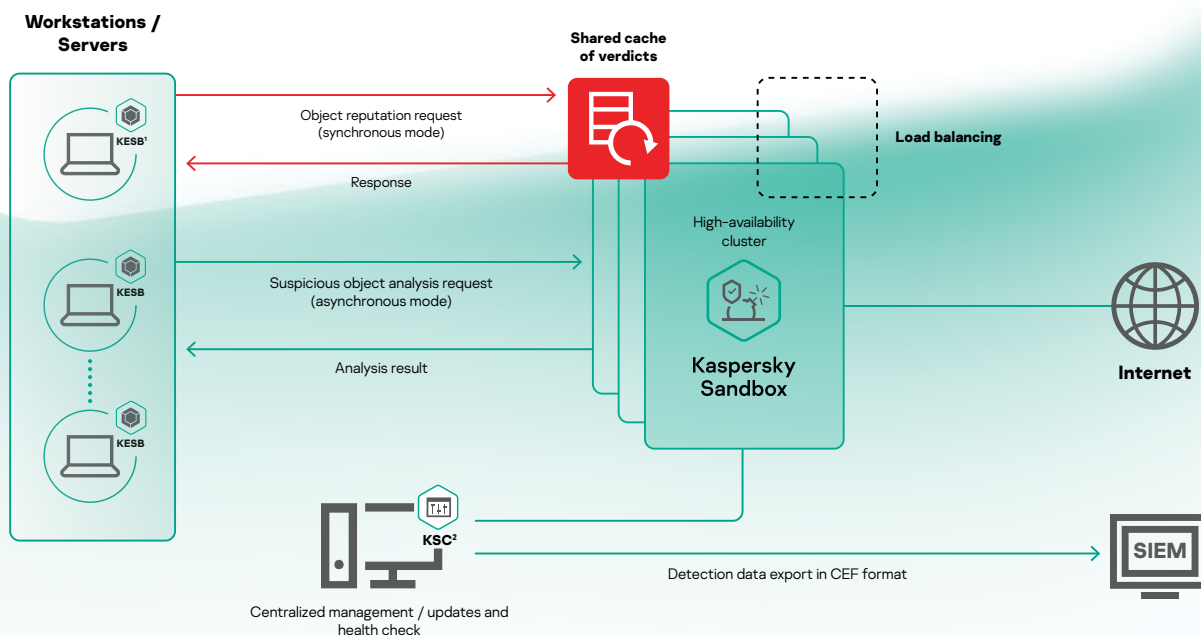 Workstations /
Servers
Shared cache
of verdicts
KESB¹
Object reputation request
(synchronous mode)
Load balancing
Response
High-availability
cluster
KESB
Suspicious object analysis request
(asynchronous mode)
Analysis result
Kaspersky
Sandbox
Internet
KESB
KSC²
SIEM
Detection data export in CEF format
Centralized management / updates and
health check